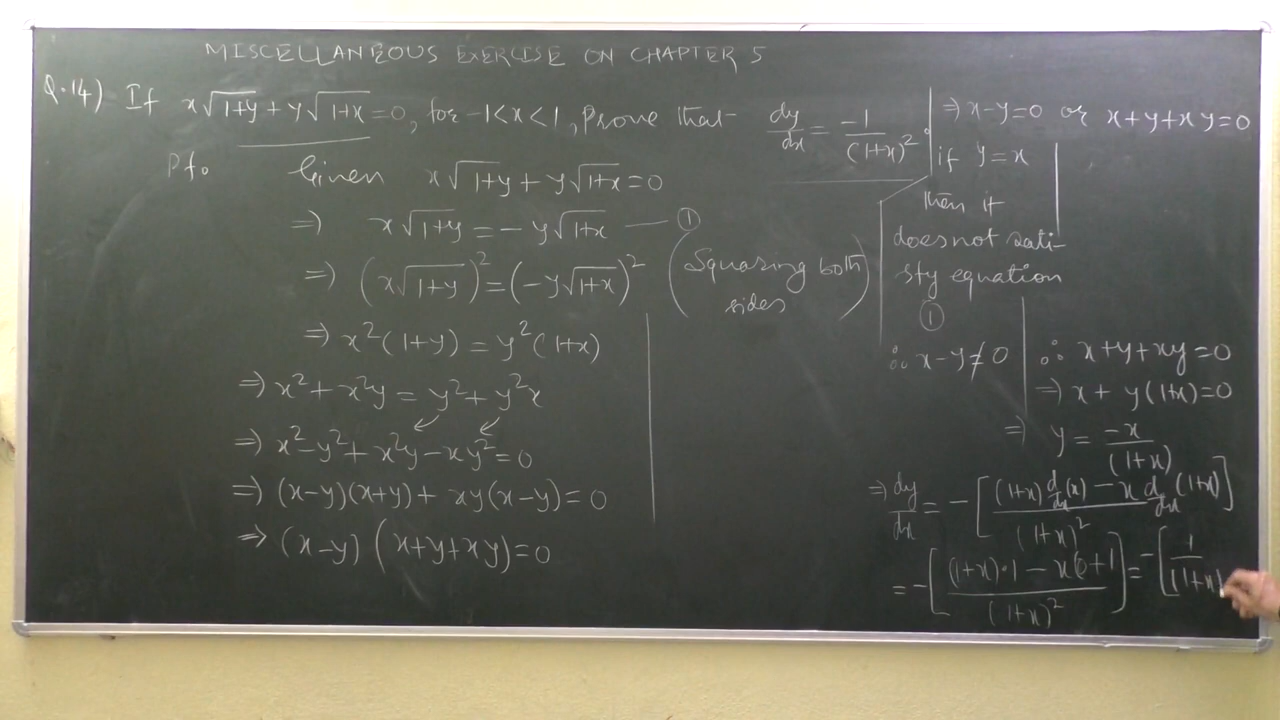 MISCELLANEOUS EXERCISE ON CHAPTER 5
Q.14) If x√(1+y) + y√(1+x) = 0, for -1<x<1, prove that dy/dx = -1/(1+x)².
Pf. Given x√(1+y) + y√(1+x) = 0
⇒ x√(1+y) = - y√(1+x) — ①
⇒ (x√(1+y))² = (-y√(1+x))² (Squaring both sides)
⇒ x²(1+y) = y²(1+x)
⇒ x² + x²y = y² + y²x
⇒ x² - y² + x²y - xy² = 0
⇒ (x-y)(x+y) + xy(x-y) = 0
⇒ (x-y) (x+y+xy) = 0
⇒ x-y=0 or x+y+xy=0
if y=x
then it
does not sati-
sfy equation
①
∴ x-y≠0
∴ x+y+xy=0
⇒ x + y(1+x)=0
⇒ y = -x/(1+x)
⇒ dy/dx = -[((1+x) d/dx(x) - x d/dx(1+x))/(1+x)²]
= -[((1+x)·1 - x(0+1)/(1+x)²] = -[1/(1+x)